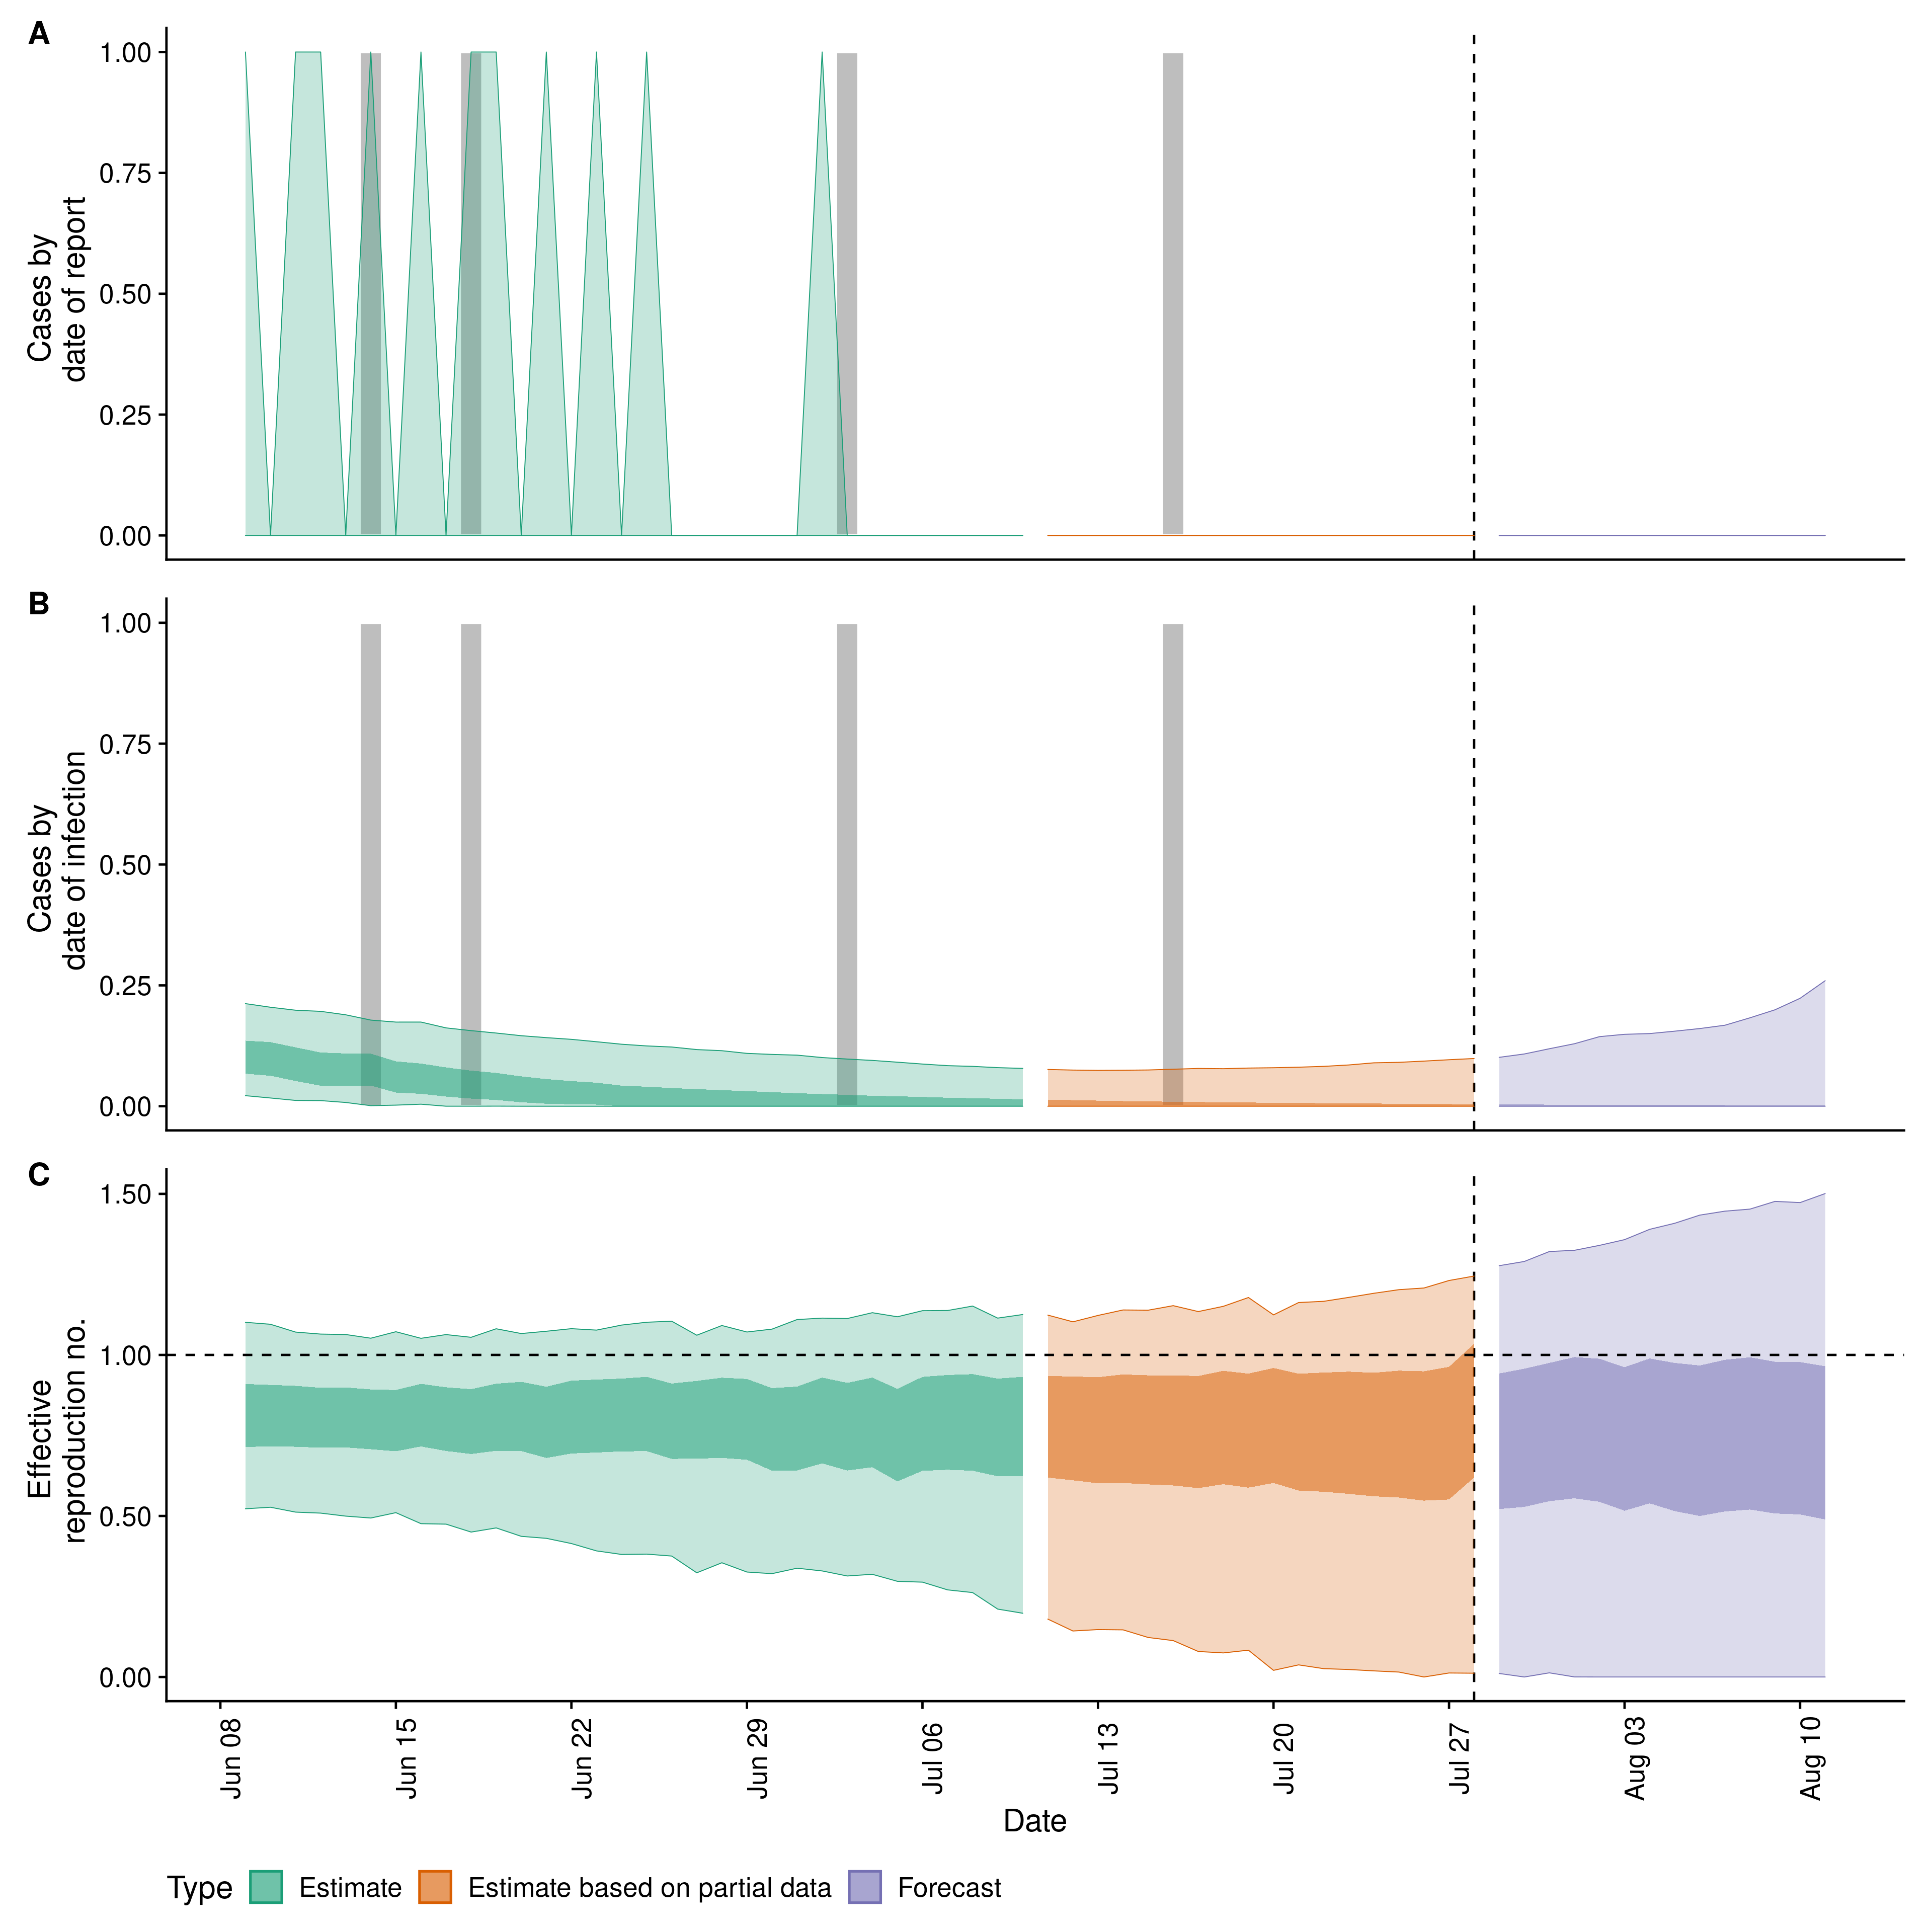 A
1.00
0.75
0.50
0.25
0.00
Cases by
date of report
B
1.00
0.75
0.50
0.25
0.00
Cases by
date of infection
C
1.50
1.00
0.50
0.00
Effective
reproduction no.
Jun 08
Jun 15
Jun 22
Jun 29
Jul 06
Jul 13
Jul 20
Jul 27
Aug 03
Aug 10
Date
Type Estimate Estimate based on partial data Forecast